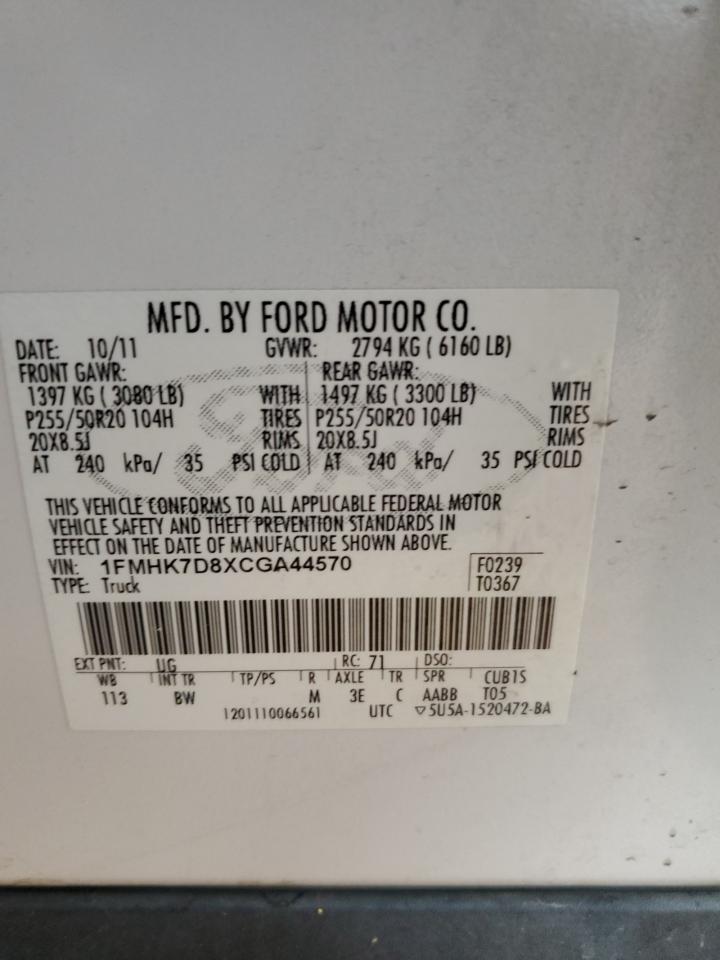 MFD. BY FORD MOTOR CO.
DATE: 10/11 GVWR: 2794 KG ( 6160 LB)
FRONT GAWR: REAR GAWR:
1397 KG ( 3080 LB) WITH 1497 KG ( 3300 LB) WITH
P255/50R20 104H TIRES P255/50R20 104H TIRES
20X8.5J RIMS 20X8.5J RIMS
AT 240 kPa/ 35 PSI COLD AT 240 kPa/ 35 PSI COLD
THIS VEHICLE CONFORMS TO ALL APPLICABLE FEDERAL MOTOR
VEHICLE SAFETY AND THEFT PREVENTION STANDARDS IN
EFFECT ON THE DATE OF MANUFACTURE SHOWN ABOVE.
VIN: 1FMHK7D8XCGA44570 F0239
TYPE: Truck T0367
EXT PNT: UG RC: 71 DSO:
WB INT TR TP/PS R AXLE TR SPR CUB1S
113 BW M 3E C AABB T05
1201110066561 UTC ▽5U5A-1520472-BA